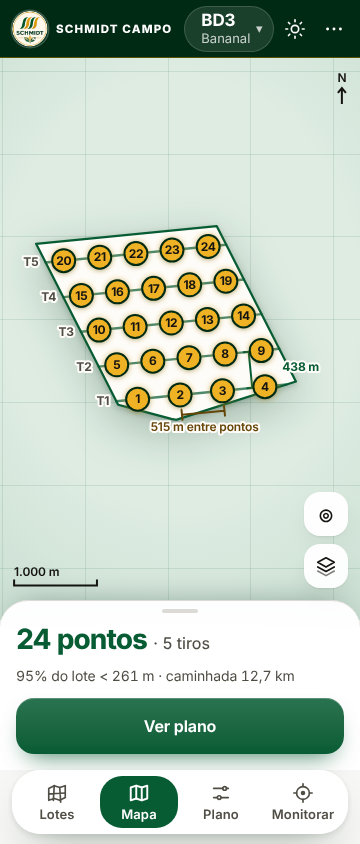 SCHMIDT
SCHMIDT CAMPO
BD3
Bananal
N
T5 20 21 22 23 24
T4 15 16 17 18 19
T3 10 11 12 13 14
T2 5 6 7 8 9
438 m
T1 1 2 3 4
515 m entre pontos
1.000 m
24 pontos · 5 tiros
95% do lote < 261 m · caminhada 12,7 km
Ver plano
Lotes Mapa Plano Monitorar